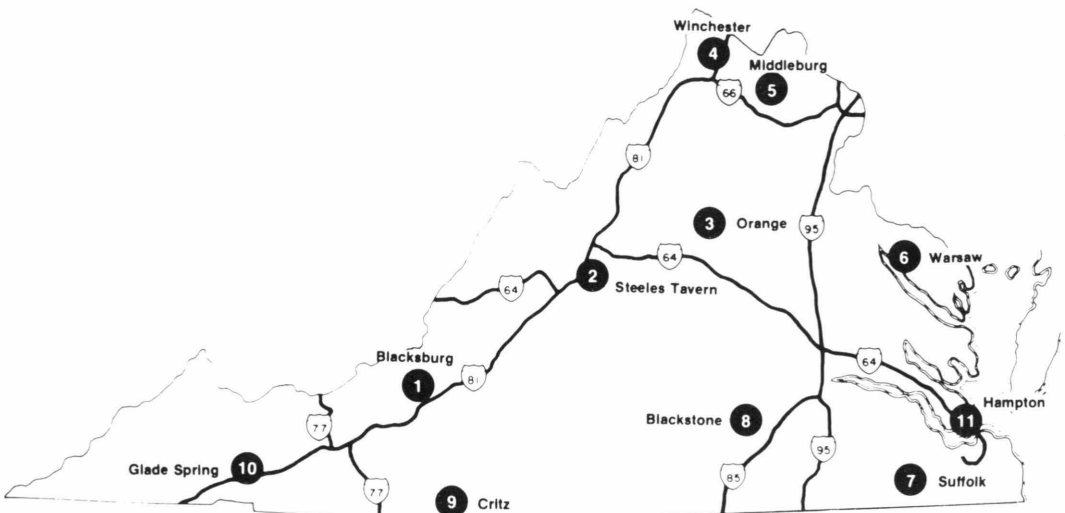 Winchester
4
Middleburg
5
66
81
3 Orange
95
6 Warsaw
64
2 Steeles Tavern
64
Blacksburg
1
81
64
Hampton
11
Blackstone 8
77
95
Glade Spring 10
85
7 Suffolk
77
9 Critz